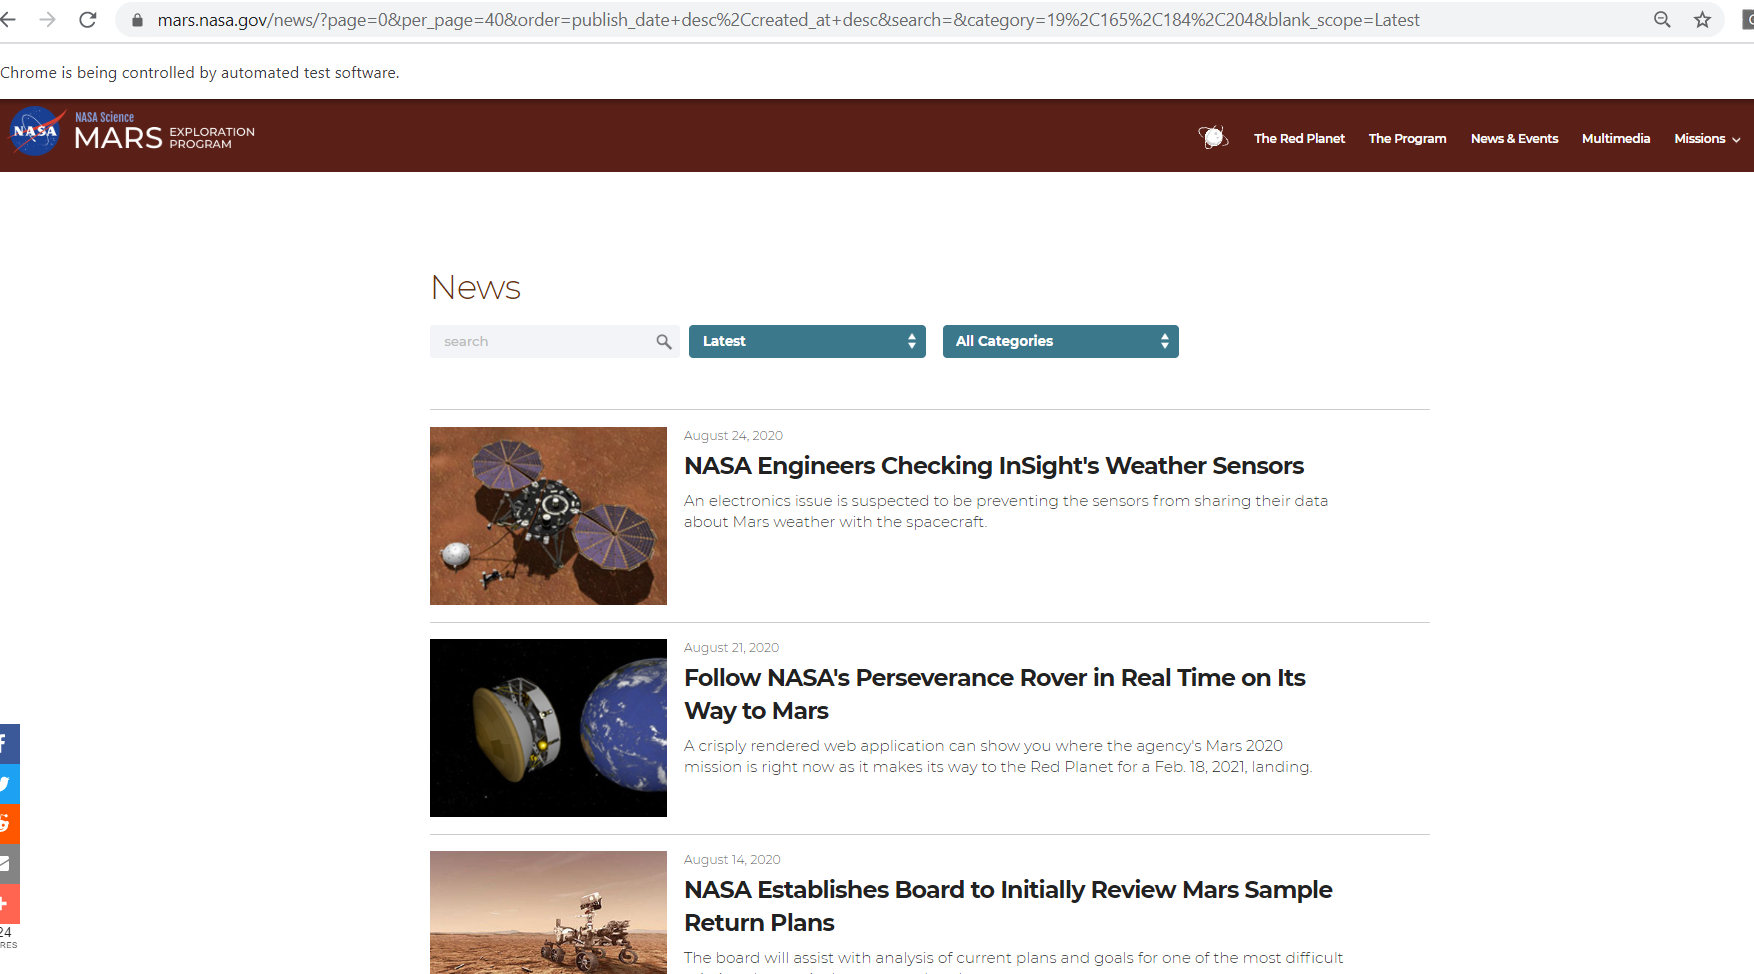 mars.nasa.gov/news/?page=0&per_page=40&order=publish_date+desc%2Ccreated_at+desc&search=&category=19%2C165%2C184%2C204&blank_scope=Latest
Chrome is being controlled by automated test software.
NASA
NASA Science
MARS EXPLORATION PROGRAM
The Red Planet The Program News & Events Multimedia Missions
News
search Latest All Categories
August 24, 2020
NASA Engineers Checking InSight's Weather Sensors
An electronics issue is suspected to be preventing the sensors from sharing their data
about Mars weather with the spacecraft.
August 21, 2020
Follow NASA's Perseverance Rover in Real Time on Its
Way to Mars
A crisply rendered web application can show you where the agency's Mars 2020
mission is right now as it makes its way to the Red Planet for a Feb. 18, 2021, landing.
August 14, 2020
NASA Establishes Board to Initially Review Mars Sample
Return Plans
24
RES
The board will assist with analysis of current plans and goals for one of the most difficult